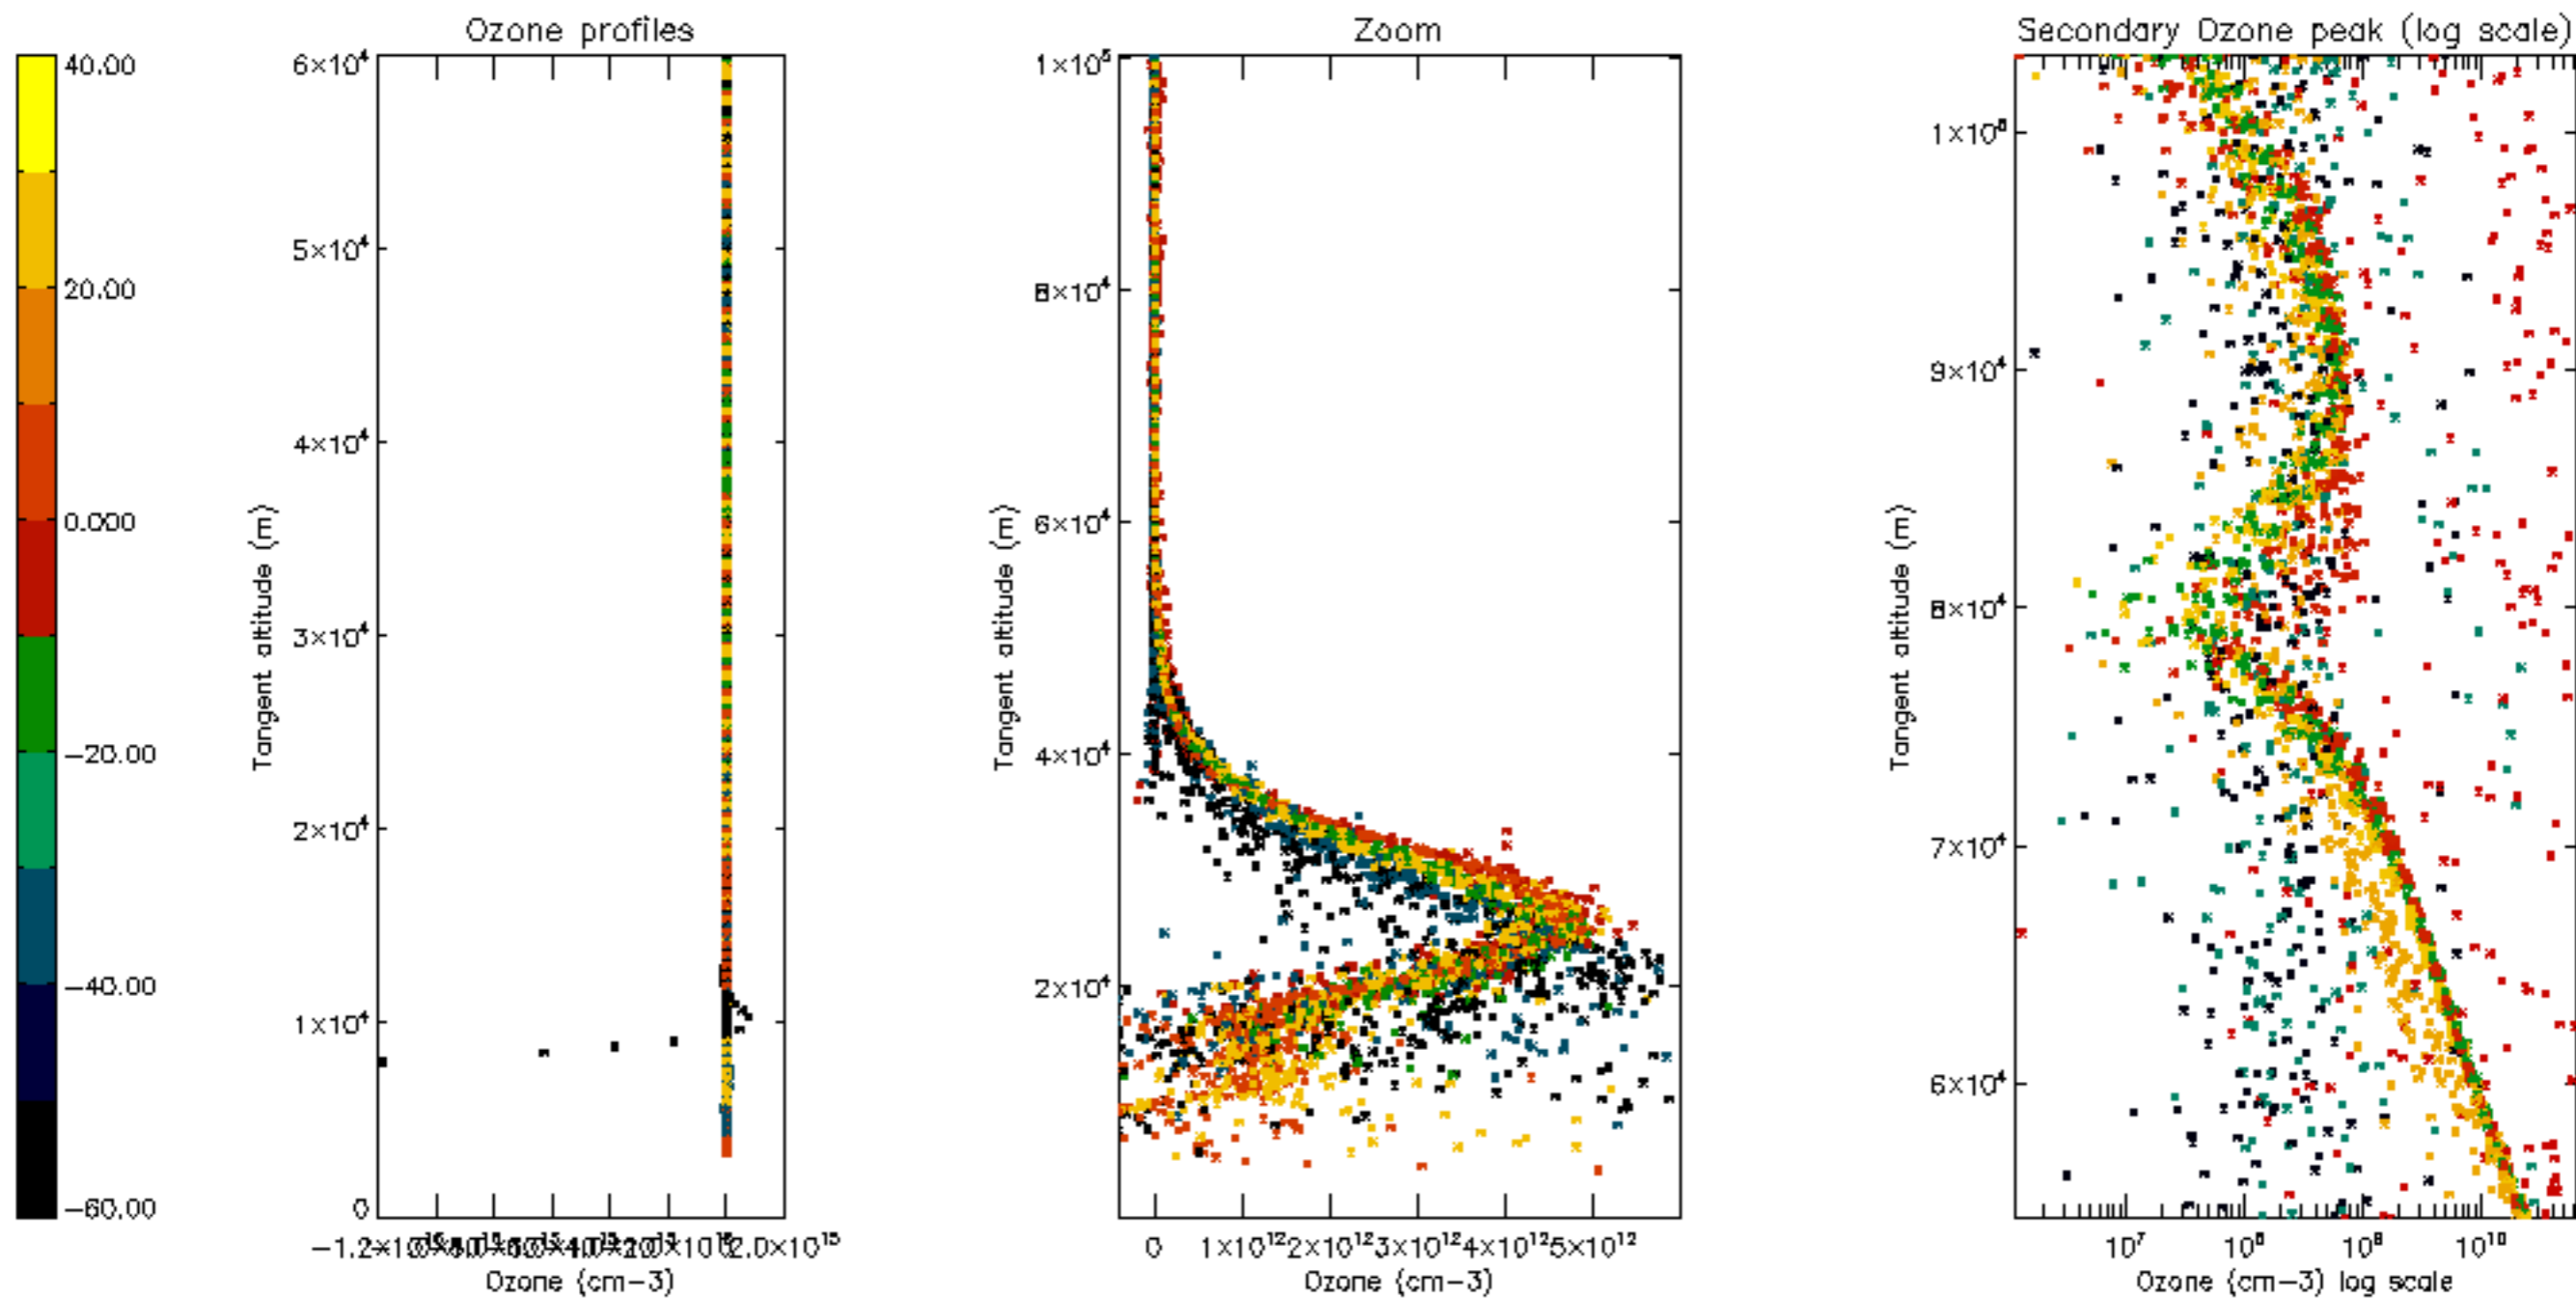 Ozone profiles
Zoom
Secondary Ozone peak (log scale)
40.00
20.00
0.000
−20.00
−40.00
−60.00
6×10⁴
5×10⁴
4×10⁴
3×10⁴
2×10⁴
1×10⁴
0
Tangent altitude (m)
2.0×10¹⁵
Ozone (cm−3)
1×10⁵
8×10⁴
6×10⁴
4×10⁴
2×10⁴
Tangent altitude (m)
0 1×10¹² 2×10¹² 3×10¹² 4×10¹² 5×10¹²
Ozone (cm−3)
9×10⁴
8×10⁴
7×10⁴
6×10⁴
Tangent altitude (m)
10⁷ 10⁸ 10⁹ 10¹⁰
Ozone (cm−3) log scale